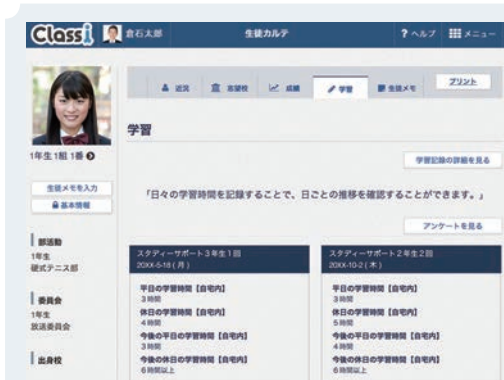 Classi 倉石太郎 生徒カルテ ? ヘルプ メニュー
近況 志望校 成績 学習 生徒メモ プリント
学習
1年生1組 1番
学習記録の詳細を見る
生徒メモを入力
基本情報
「日々の学習時間を記録することで、日ごとの推移を確認することができます。」
アンケートを見る
部活動
1年生
硬式テニス部
委員会
1年生
放送委員会
出身校
スタディーサポート3年生1回
20XX-5-18 ( 月 )
平日の学習時間【自宅内】
3時間
休日の学習時間【自宅内】
4時間
今後の平日の学習時間【自宅内】
3時間
今後の休日の学習時間【自宅内】
6時間以上
スタディーサポート2年生2回
20XX-10-2 ( 木 )
平日の学習時間【自宅内】
3時間
休日の学習時間【自宅内】
5時間
今後の平日の学習時間【自宅内】
4時間
今後の休日の学習時間【自宅内】
6時間以上